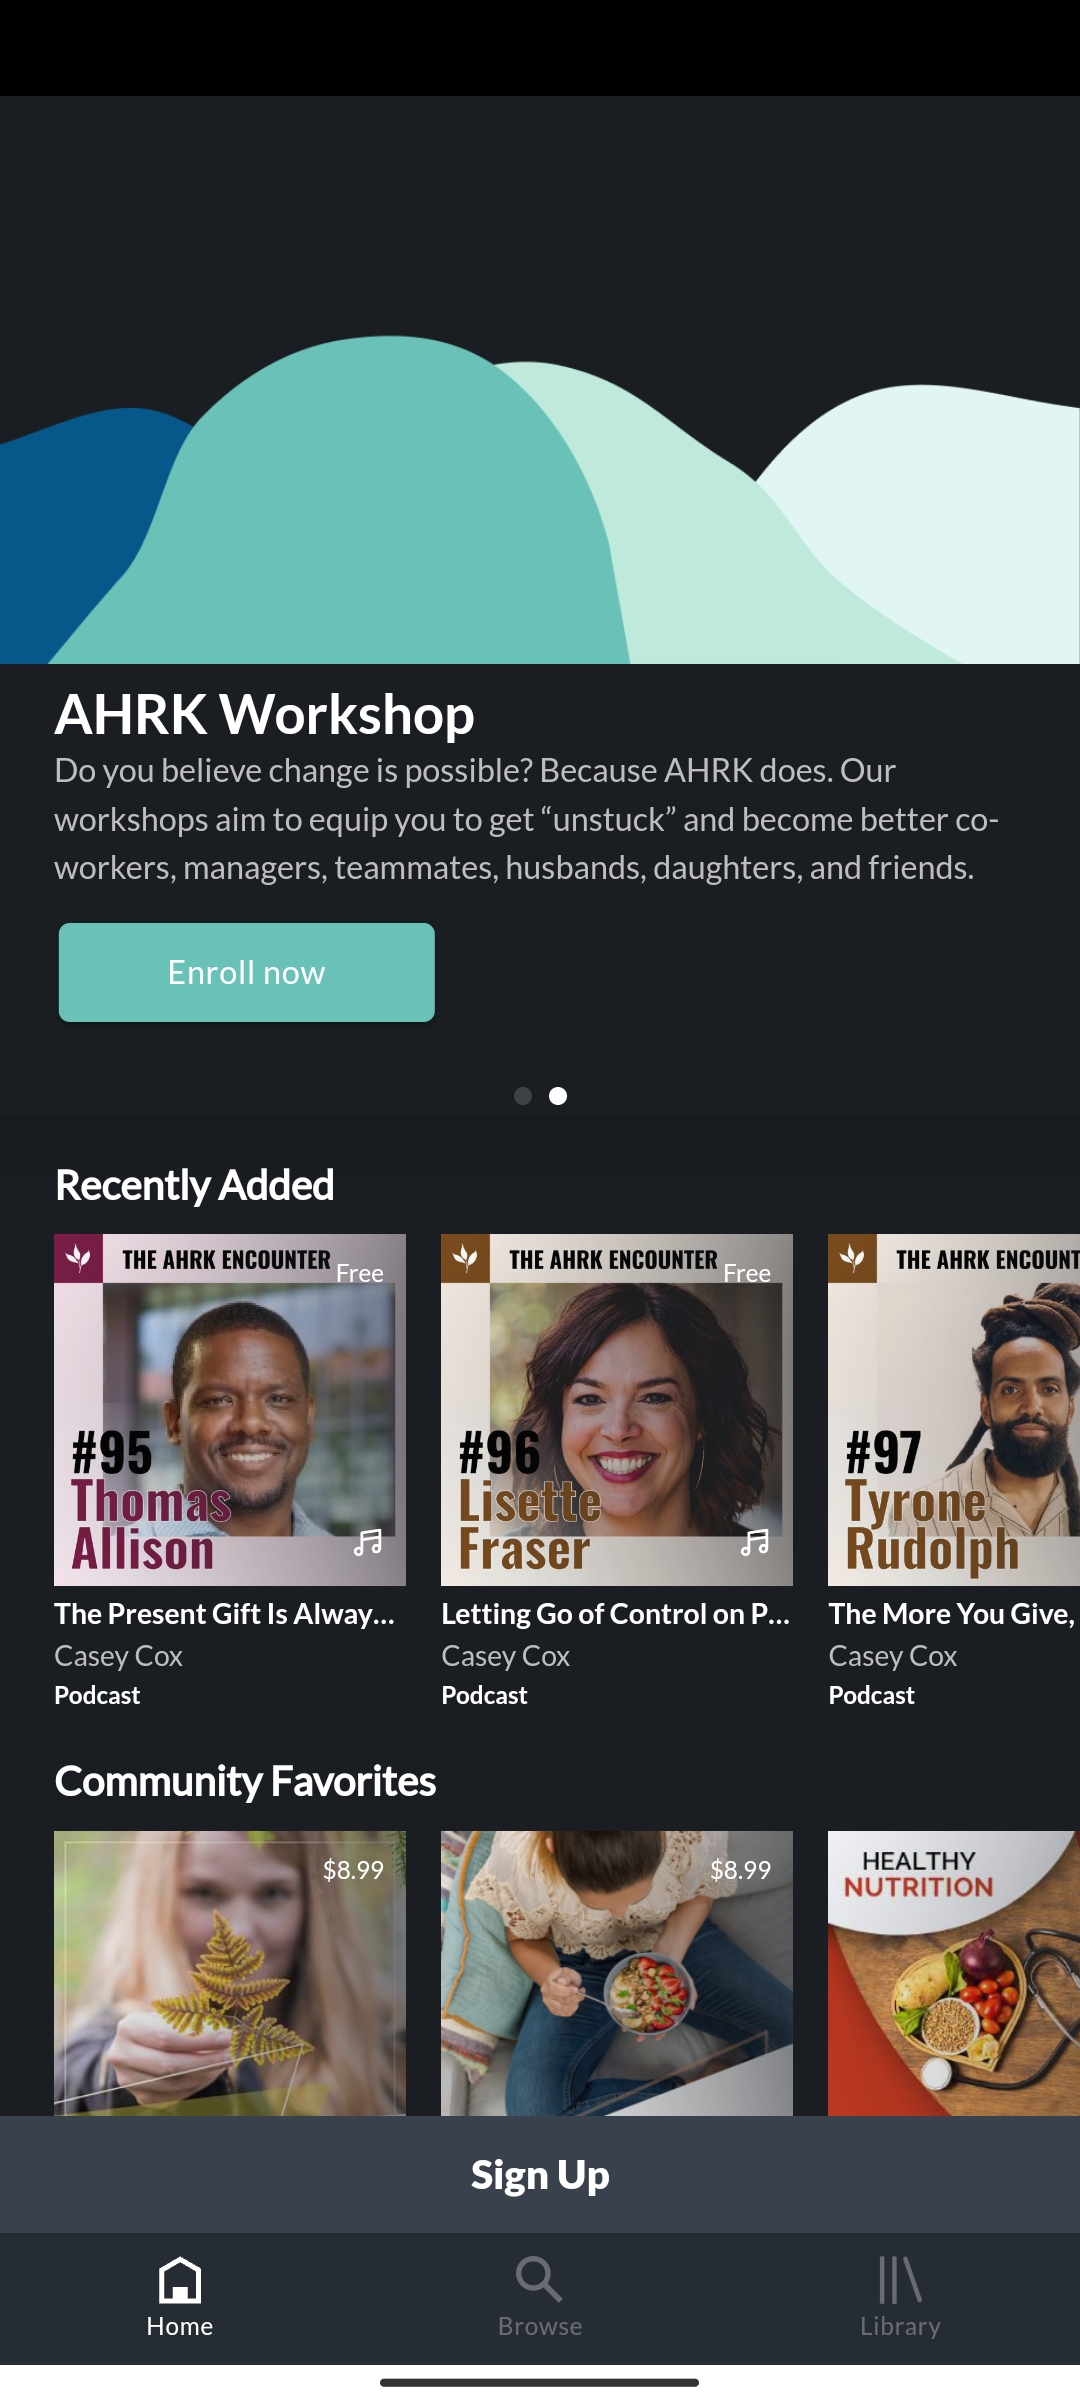 AHRK Workshop
Do you believe change is possible? Because AHRK does. Our
workshops aim to equip you to get “unstuck” and become better co-
workers, managers, teammates, husbands, daughters, and friends.
Enroll now
Recently Added
THE AHRK ENCOUNTER
Free
#95
Thomas
Allison
The Present Gift Is Alway...
Casey Cox
Podcast
THE AHRK ENCOUNTER
Free
#96
Lisette
Fraser
Letting Go of Control on P...
Casey Cox
Podcast
THE AHRK ENCOUNT
#97
Tyrone
Rudolph
The More You Give,
Casey Cox
Podcast
Community Favorites
$8.99
$8.99
HEALTHY
NUTRITION
Sign Up
Home
Browse
Library